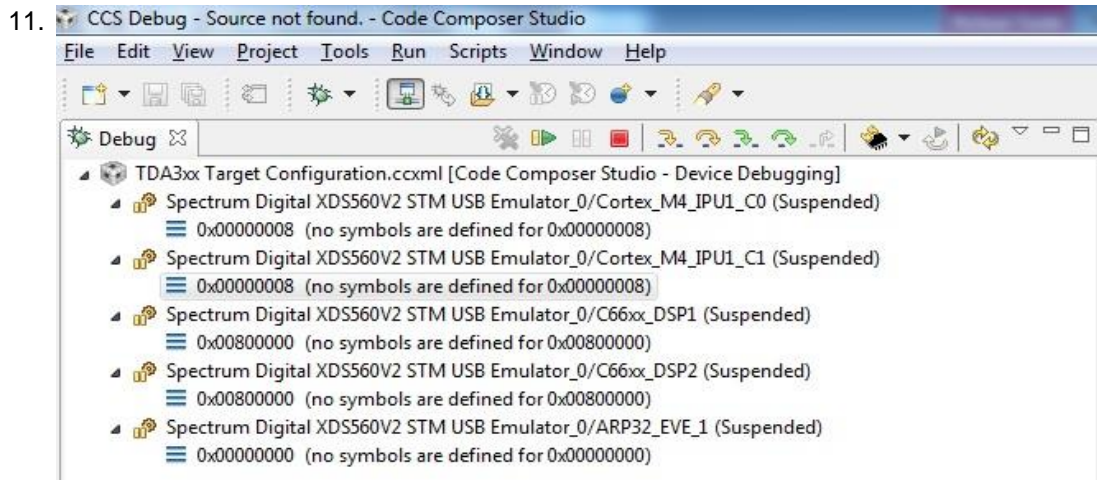 11. CCS Debug - Source not found. - Code Composer Studio
File Edit View Project Tools Run Scripts Window Help
Debug
TDA3xx Target Configuration.ccxml [Code Composer Studio - Device Debugging]
Spectrum Digital XDS560V2 STM USB Emulator_0/Cortex_M4_IPU1_C0 (Suspended)
0x00000008 (no symbols are defined for 0x00000008)
Spectrum Digital XDS560V2 STM USB Emulator_0/Cortex_M4_IPU1_C1 (Suspended)
0x00000008 (no symbols are defined for 0x00000008)
Spectrum Digital XDS560V2 STM USB Emulator_0/C66xx_DSP1 (Suspended)
0x00800000 (no symbols are defined for 0x00800000)
Spectrum Digital XDS560V2 STM USB Emulator_0/C66xx_DSP2 (Suspended)
0x00800000 (no symbols are defined for 0x00800000)
Spectrum Digital XDS560V2 STM USB Emulator_0/ARP32_EVE_1 (Suspended)
0x00000000 (no symbols are defined for 0x00000000)